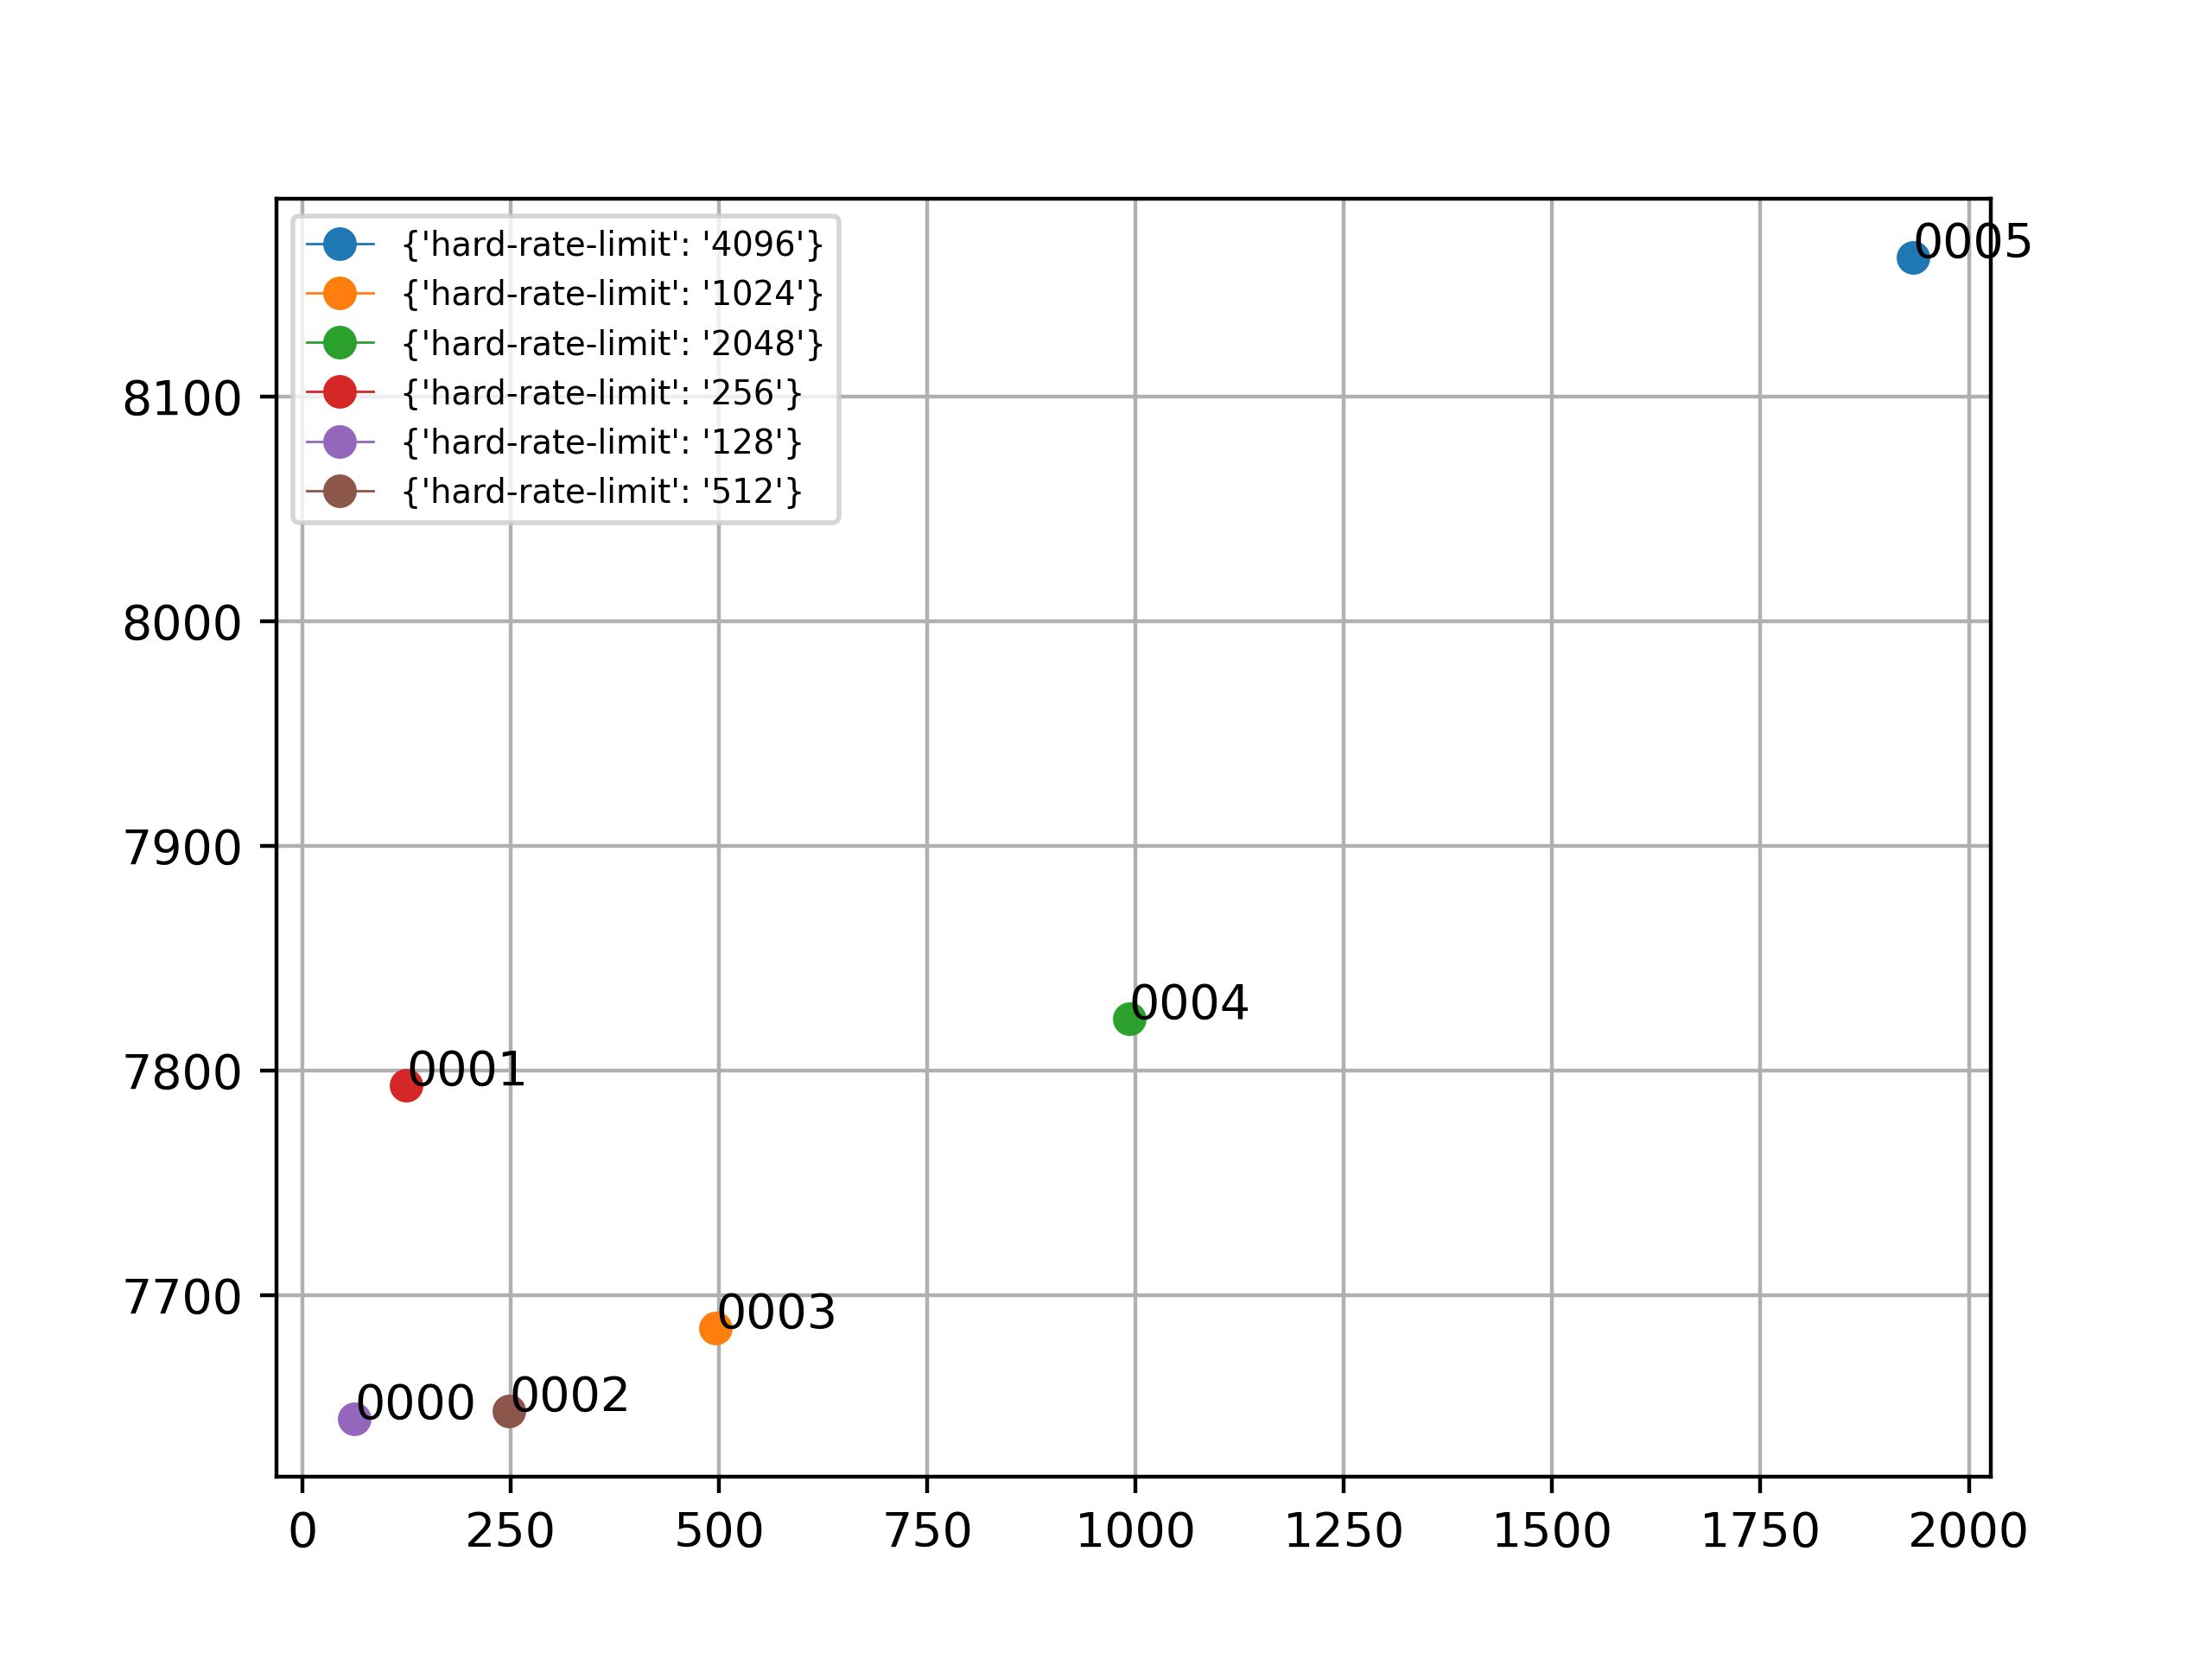 {'hard-rate-limit': '4096'}
{'hard-rate-limit': '1024'}
{'hard-rate-limit': '2048'}
{'hard-rate-limit': '256'}
{'hard-rate-limit': '128'}
{'hard-rate-limit': '512'}
0005
8100
8000
7900
7800
7700
0004
0001
0003
0002
0000
0 250 500 750 1000 1250 1500 1750 2000